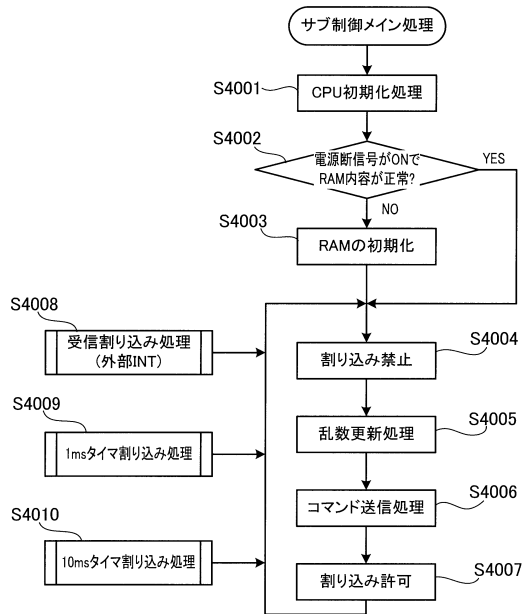 サブ制御メイン処理
S4001
CPU初期化処理
S4002
電源断信号がONで
RAM内容が正常?
YES
NO
S4003
RAMの初期化
S4008
受信割り込み処理
(外部INT)
S4004
割り込み禁止
S4009
1msタイマ割り込み処理
S4005
乱数更新処理
S4006
コマンド送信処理
S4010
10msタイマ割り込み処理
S4007
割り込み許可